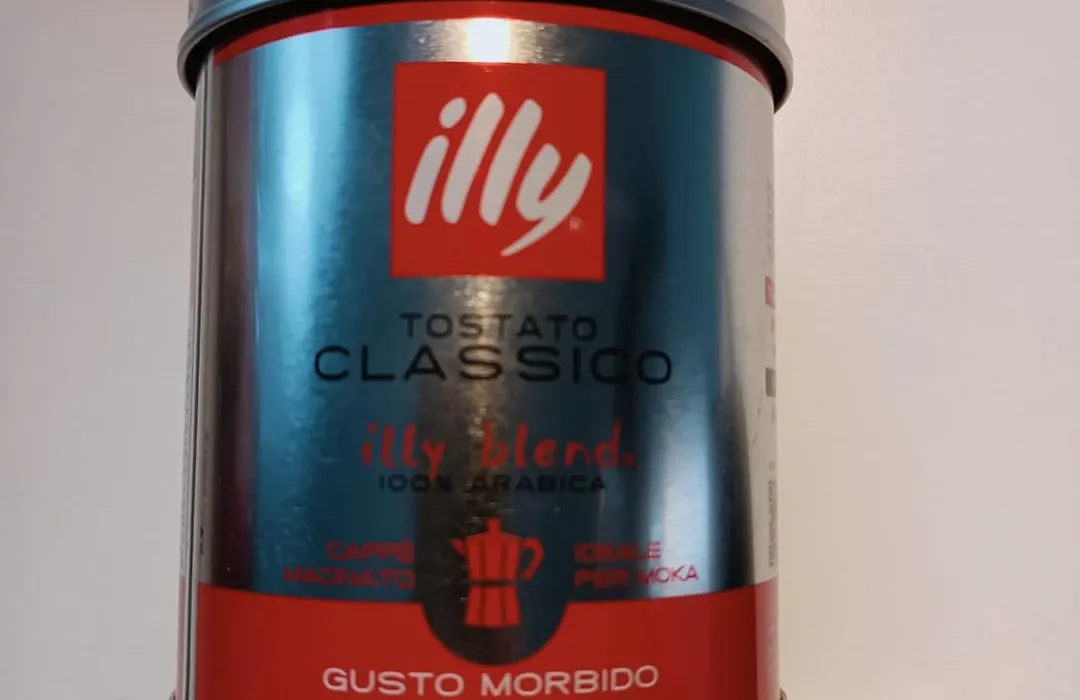 illy
TOSTATO
CLASSICO
illy blend.
100% ARABICA
CAFFÈ
MACINATO
IDEALE
PER MOKA
GUSTO MORBIDO